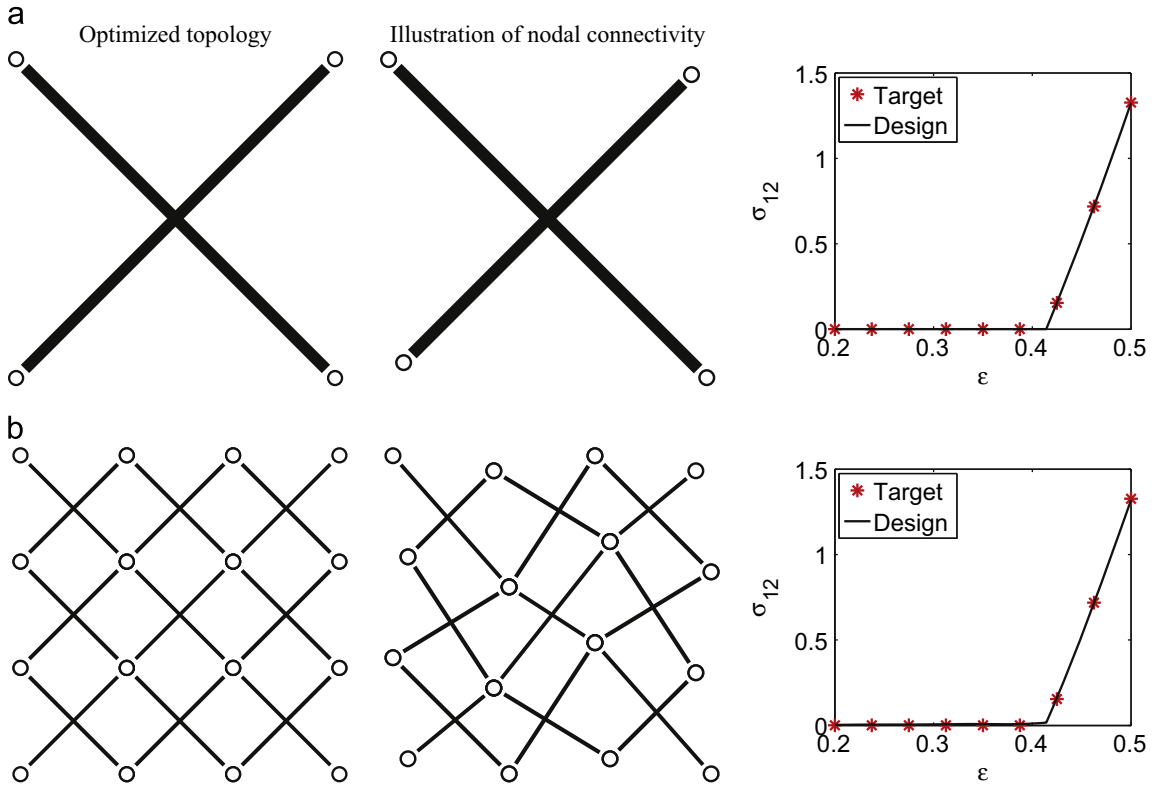 a
Optimized topology
Illustration of nodal connectivity
1.5
1
0.5
0
σ12
Target
Design
0.2
0.3
0.4
0.5
ε
b
1.5
1
0.5
0
σ12
Target
Design
0.2
0.3
0.4
0.5
ε